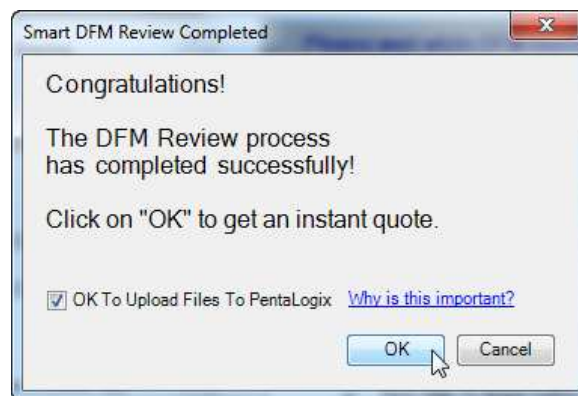 Smart DFM Review Completed
Congratulations!
The DFM Review process
has completed successfully!
Click on "OK" to get an instant quote.
OK To Upload Files To PentaLogix Why is this important?
OK Cancel